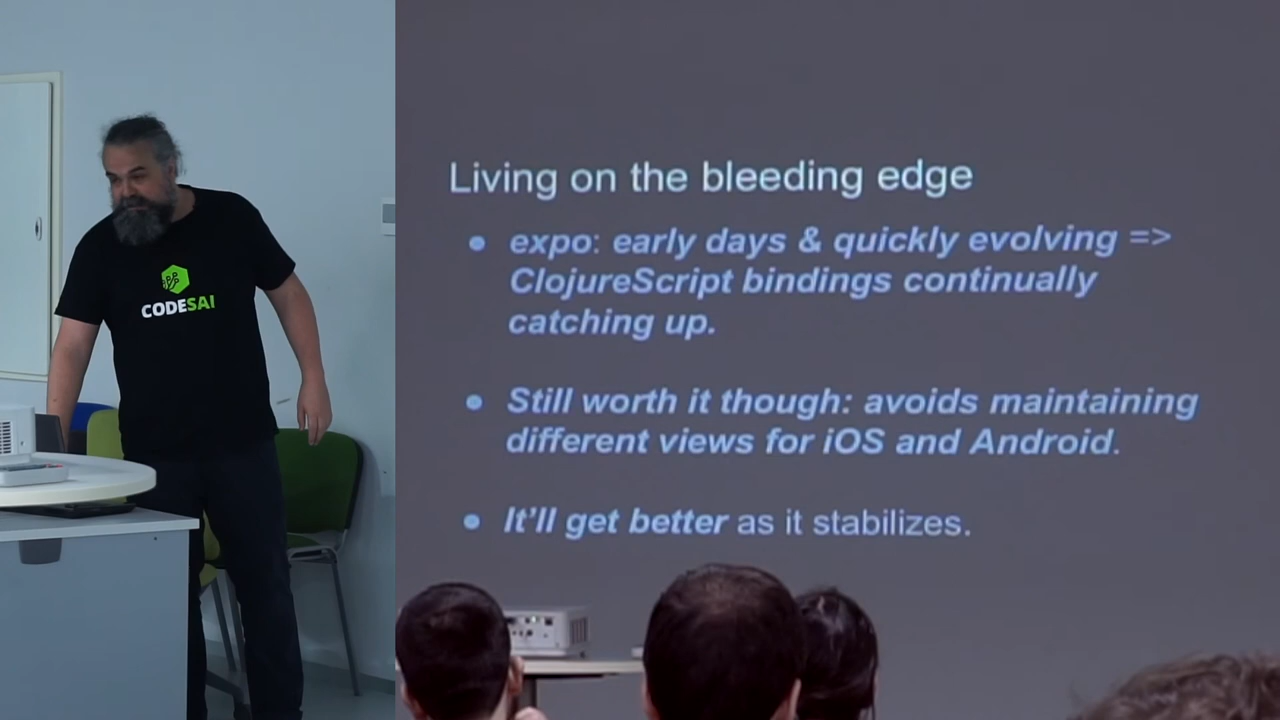 CODESAI
Living on the bleeding edge
• expo: early days & quickly evolving =>
ClojureScript bindings continually
catching up.
• Still worth it though: avoids maintaining
different views for iOS and Android.
• It'll get better as it stabilizes.